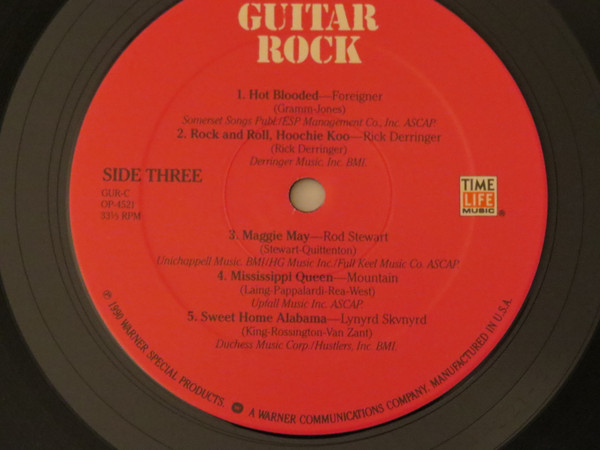 GUITAR
ROCK
1. Hot Blooded—Foreigner
(Gramm-Jones)
Somerset Songs Publ./ESP Management Co., Inc. ASCAP
2. Rock and Roll, Hoochie Koo—Rick Derringer
(Rick Derringer)
Derringer Music, Inc. BMI.
SIDE THREE
GUR-C
OP-4521
33⅓ RPM
TIME
LIFE
MUSIC
®
3. Maggie May—Rod Stewart
(Stewart-Quittenton)
Unichappell Music. BMI/HG Music Inc./Full Keel Music Co. ASCAP
4. Mississippi Queen—Mountain
(Laing-Pappalardi-Rea-West)
Upfall Music Inc. ASCAP
5. Sweet Home Alabama—Lynyrd Skynyrd
(King-Rossington-Van Zant)
Duchess Music Corp./Hustlers, Inc. BMI.
℗ 1990 WARNER SPECIAL PRODUCTS. A WARNER COMMUNICATIONS COMPANY. MANUFACTURED IN U.S.A.